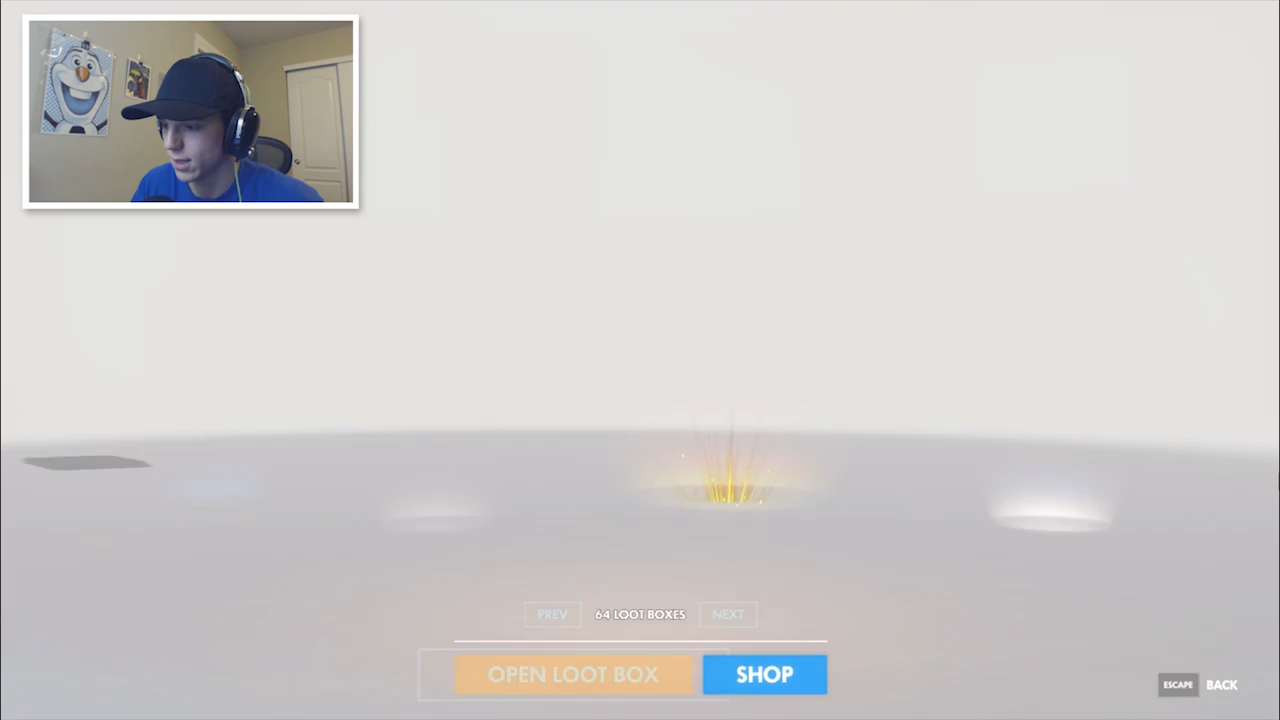 PREV
64 LOOT BOXES
NEXT
OPEN LOOT BOX
SHOP
ESCAPE
BACK